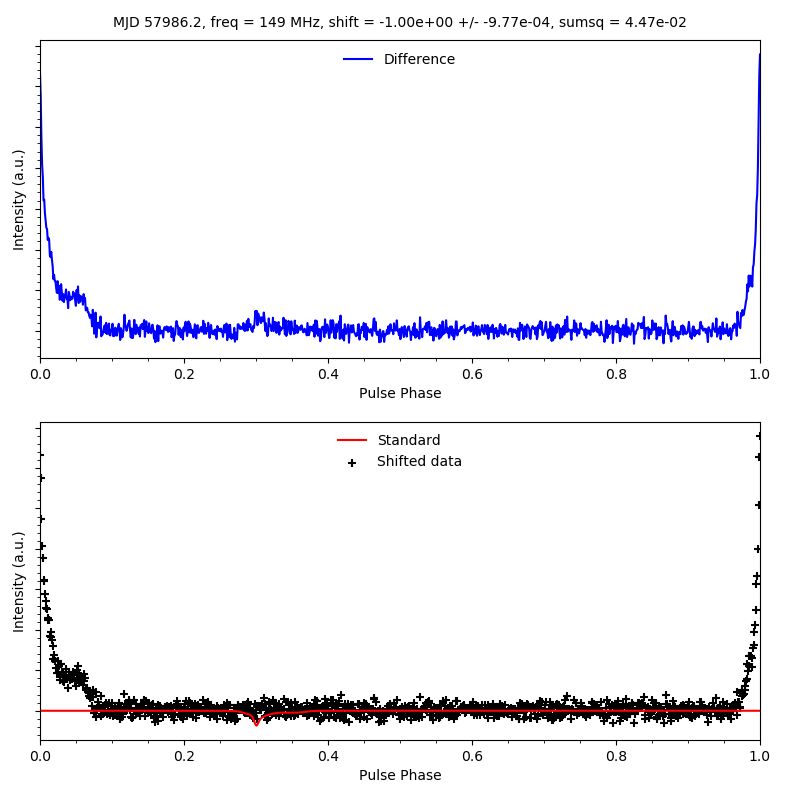 MJD 57986.2, freq = 149 MHz, shift = -1.00e+00 +/- -9.77e-04, sumsq = 4.47e-02
Difference
Intensity (a.u.)
0.0 0.2 0.4 0.6 0.8 1.0
Pulse Phase
Standard
Shifted data
Intensity (a.u.)
0.0 0.2 0.4 0.6 0.8 1.0
Pulse Phase